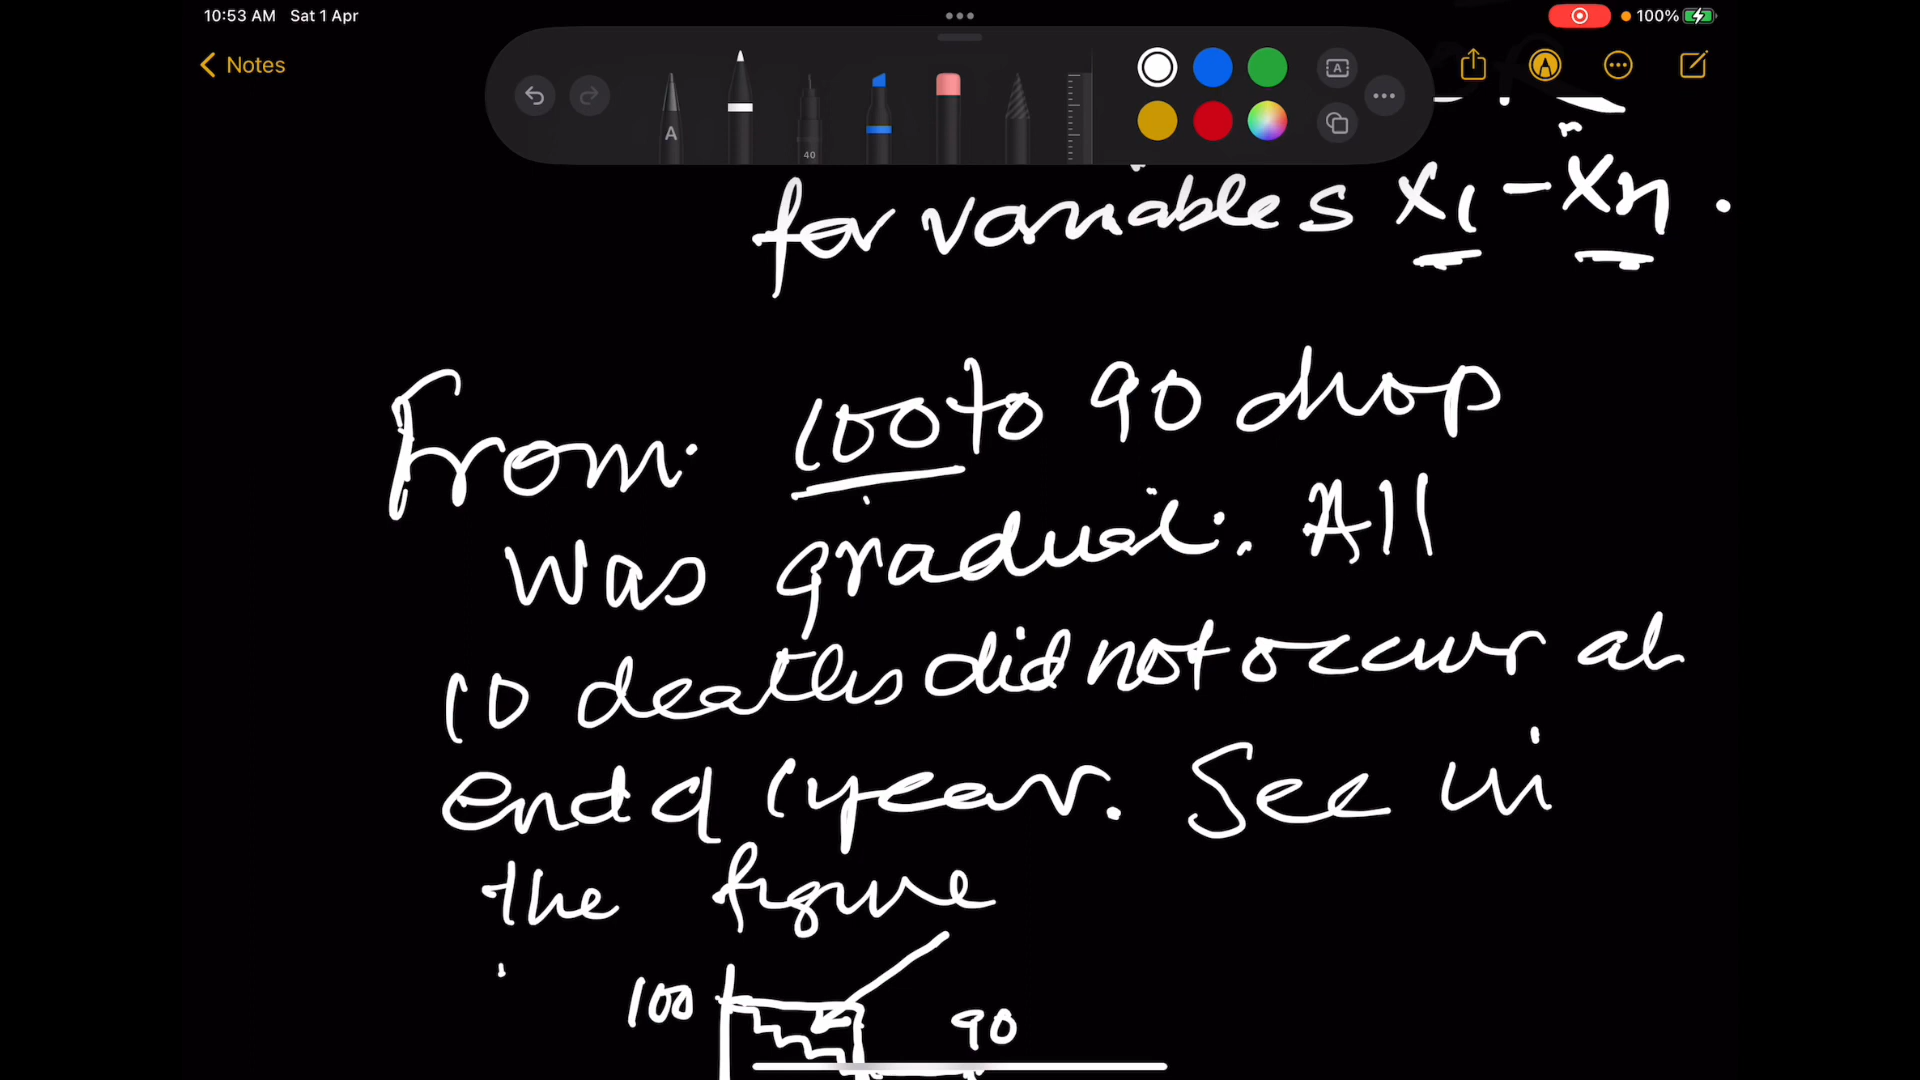 10:53 AM Sat 1 Apr
100%
Notes
A
40
A
for variables x1 - xn.
From 100 to 90 drop
was gradual. All
10 deaths did not occur at
end of 1 year. See in
the figure
100
90